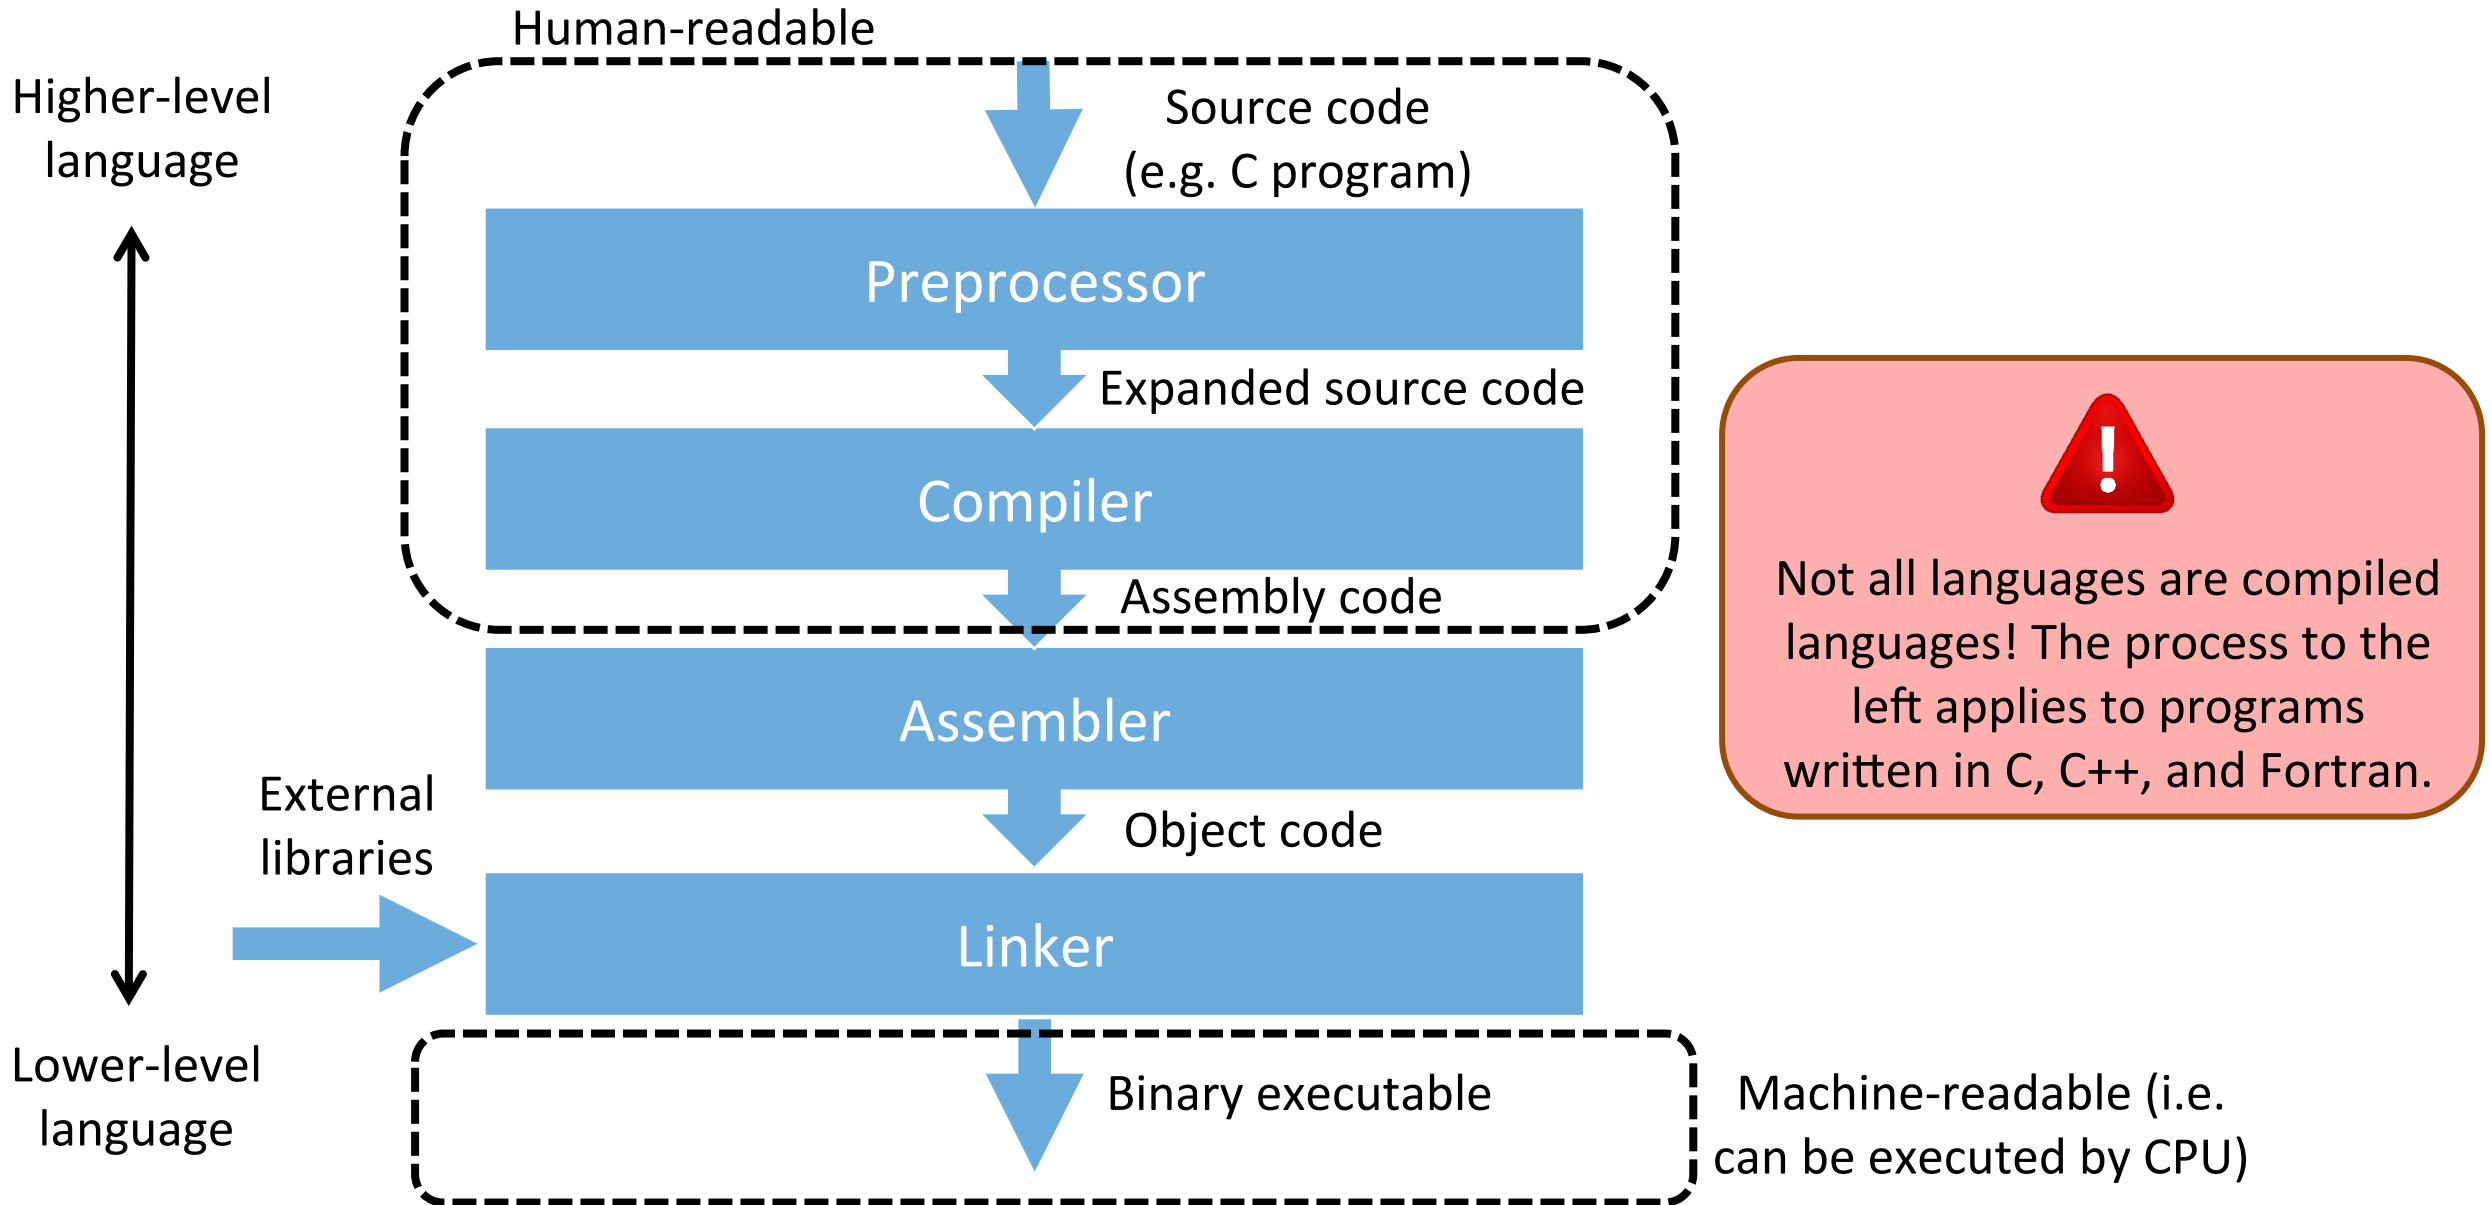 Human-readable
Higher-level
language
Source code
(e.g. C program)
Preprocessor
Expanded source code
Compiler
Assembly code
Assembler
Object code
External
libraries
Linker
Binary executable
Lower-level
language
Machine-readable (i.e.
can be executed by CPU)
!
Not all languages are compiled
languages! The process to the
left applies to programs
written in C, C++, and Fortran.